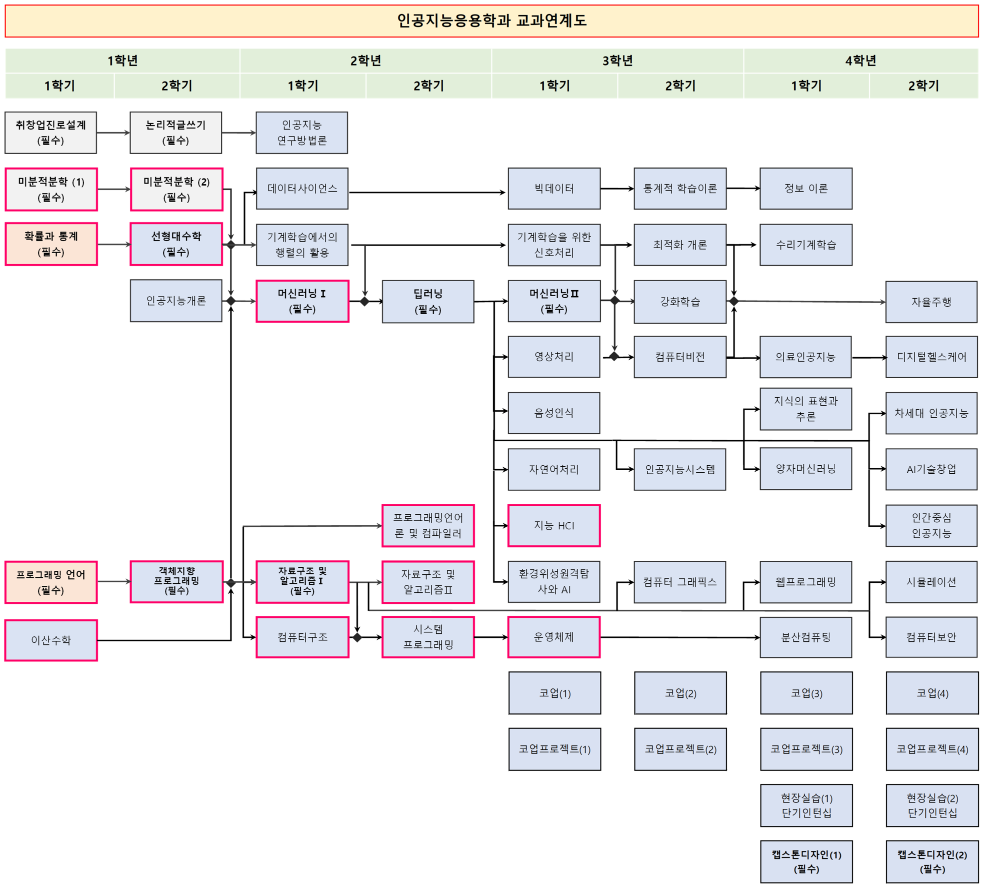 인공지능응용학과 교과연계도
1학년
2학년
3학년
4학년
1학기
2학기
1학기
2학기
1학기
2학기
1학기
2학기
취창업진로설계
(필수)
논리적글쓰기
(필수)
인공지능
연구방법론
미분적분학 (1)
(필수)
미분적분학 (2)
(필수)
데이터사이언스
빅데이터
통계적 학습이론
정보 이론
확률과 통계
(필수)
선형대수학
(필수)
기계학습에서의
행렬의 활용
기계학습을 위한
신호처리
최적화 개론
수리기계학습
인공지능개론
머신러닝 I
(필수)
딥러닝
(필수)
머신러닝Ⅱ
(필수)
강화학습
자율주행
영상처리
컴퓨터비전
의료인공지능
디지털헬스케어
음성인식
지식의 표현과
추론
차세대 인공지능
자연어처리
인공지능시스템
양자머신러닝
AI기술창업
프로그래밍언어
론 및 컴파일러
지능 HCI
인간중심
인공지능
프로그래밍 언어
(필수)
객체지향
프로그래밍
(필수)
자료구조 및
알고리즘 I
(필수)
자료구조 및
알고리즘Ⅱ
환경위성원격탐
사와 AI
컴퓨터 그래픽스
웹프로그래밍
시뮬레이션
이산수학
컴퓨터구조
시스템
프로그래밍
운영체제
분산컴퓨팅
컴퓨터보안
코업(1)
코업(2)
코업(3)
코업(4)
코업프로젝트(1)
코업프로젝트(2)
코업프로젝트(3)
코업프로젝트(4)
현장실습(1)
단기인턴십
현장실습(2)
단기인턴십
캡스톤디자인(1)
(필수)
캡스톤디자인(2)
(필수)